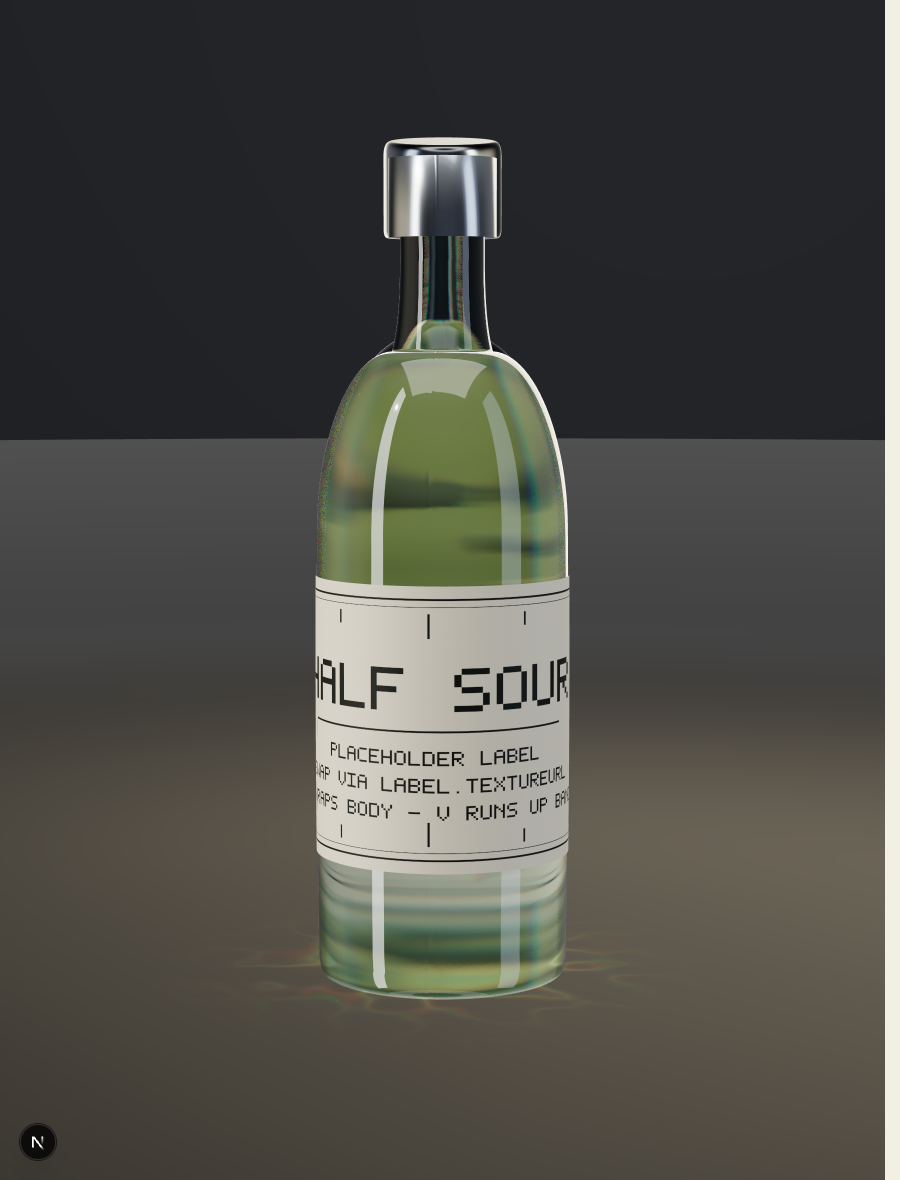 HALF SOUR
PLACEHOLDER LABEL
VIA LABEL.TEXTUREURL
BODY — V RUNS UP
N